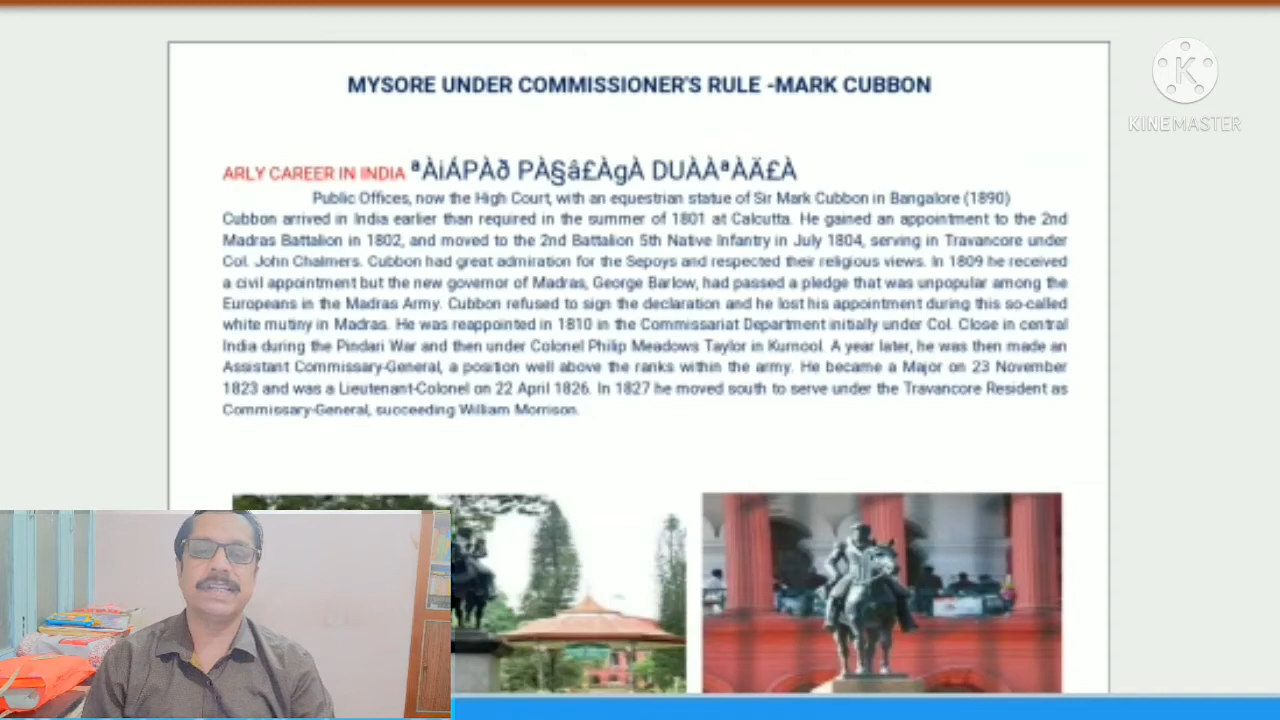 MYSORE UNDER COMMISSIONER'S RULE -MARK CUBBON
KINEMASTER
ARLY CAREER IN INDIA ªÀiÁPÀð PÀ§â£ÀgÀ DUÀÀªÀÄ£À
Public Offices, now the High Court, with an equestrian statue of Sir Mark Cubbon in Bangalore (1890)
Cubbon arrived in India earlier than required in the summer of 1801 at Calcutta. He gained an appointment to the 2nd
Madras Battalion in 1802, and moved to the 2nd Battalion 5th Native Infantry in July 1804, serving in Travancore under
Col. John Chalmers. Cubbon had great admiration for the Sepoys and respected their religious views. In 1809 he received
a civil appointment but the new governor of Madras, George Barlow, had passed a pledge that was unpopular among the
Europeans in the Madras Army. Cubbon refused to sign the declaration and he lost his appointment during this so-called
white mutiny in Madras. He was reappointed in 1810 in the Commissariat Department initially under Col. Close in central
India during the Pindari War and then under Colonel Philip Meadows Taylor in Kurnool. A year later, he was then made an
Assistant Commissary-General, a position well above the ranks within the army. He became a Major on 23 November
1823 and was a Lieutenant-Colonel on 22 April 1826. In 1827 he moved south to serve under the Travancore Resident as
Commissary-General, succeeding William Morrison.